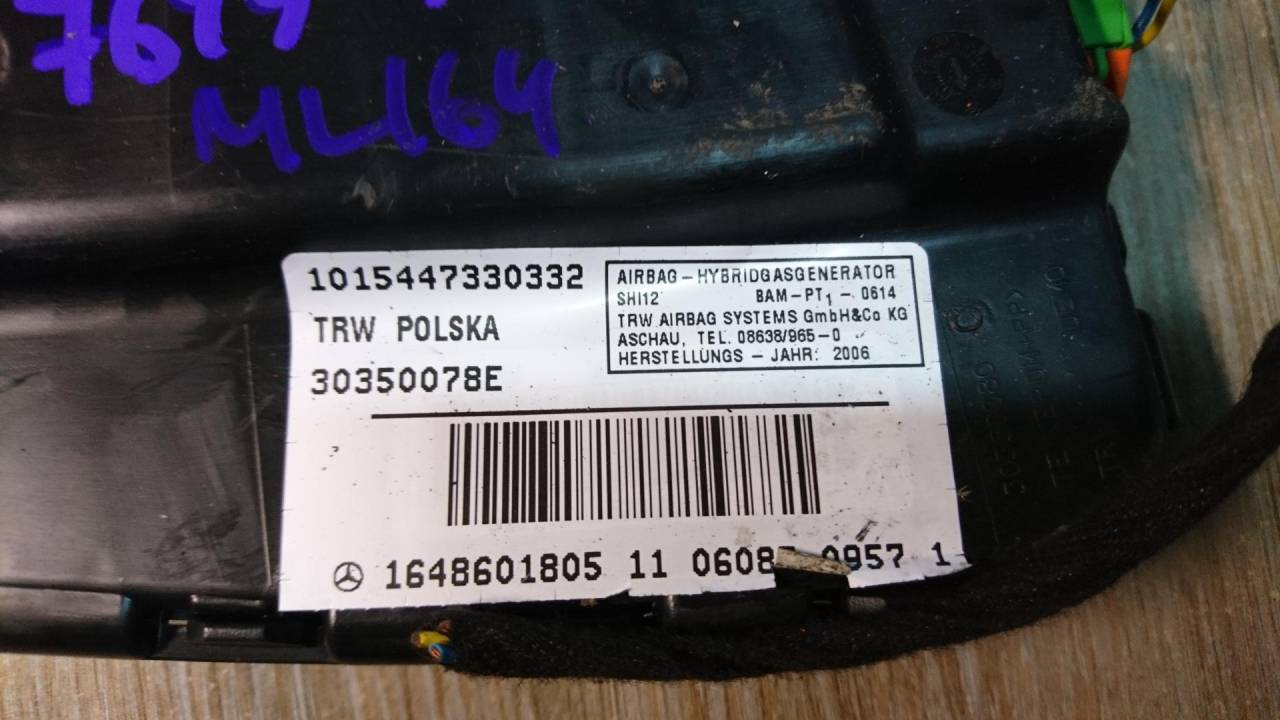 ML164
1015447330332
TRW POLSKA
30350078E
AIRBAG – HYBRIDGASGENERATOR
SHI12 BAM–PT1 – 0614
TRW AIRBAG SYSTEMS GmbH&Co KG
ASCHAU, TEL. 08638/965–0
HERSTELLUNGS – JAHR: 2006
1648601805 11 0957 1